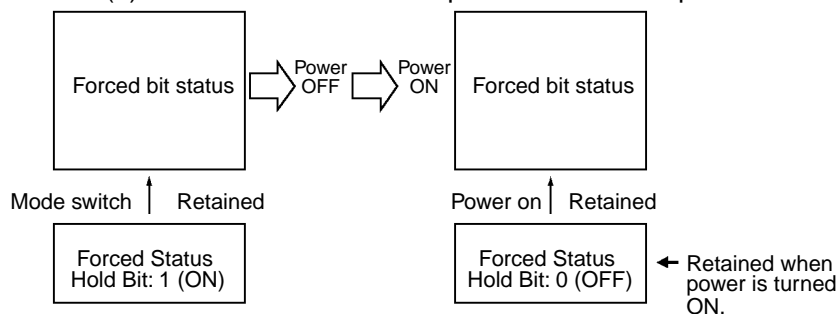 Forced bit status
Power
OFF
Power
ON
Forced bit status
Mode switch
Retained
Power on
Retained
Forced Status
Hold Bit: 1 (ON)
Forced Status
Hold Bit: 0 (OFF)
Retained when
power is turned
ON.